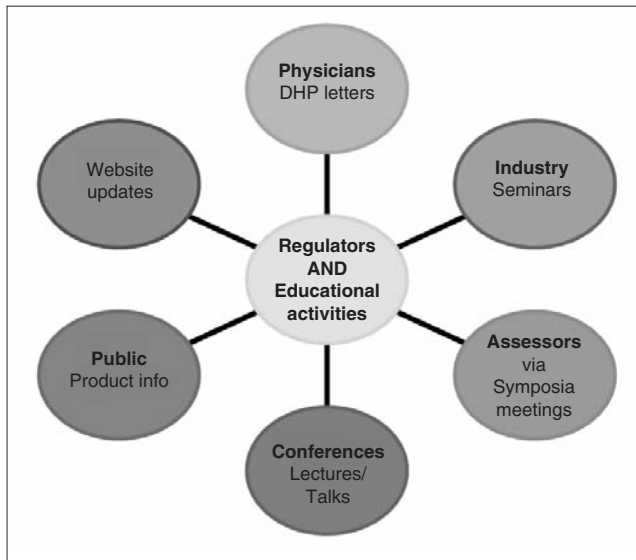 Physicians
DHP letters
Industry
Seminars
Assessors
via
Symposia
meetings
Conferences
Lectures/
Talks
Public
Product info
Website
updates
Regulators
AND
Educational
activities